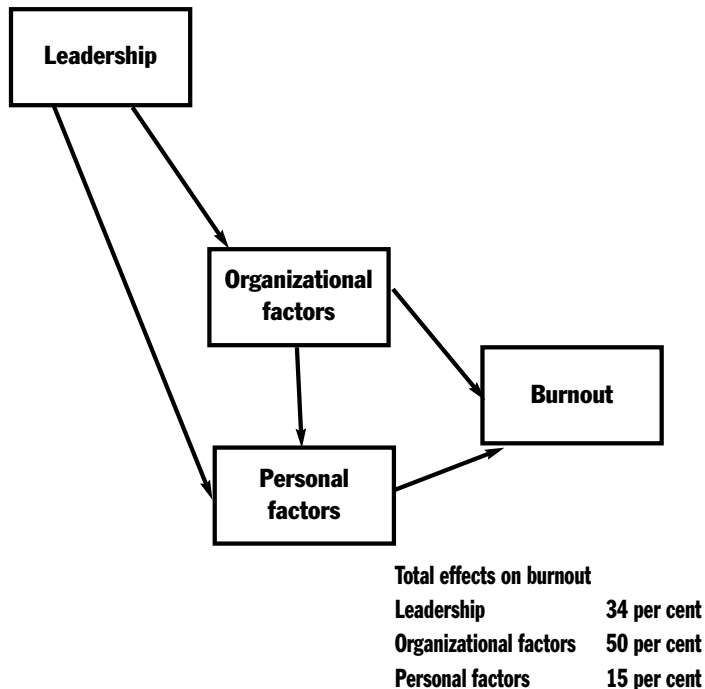 Leadership
Organizational
factors
Burnout
Personal
factors
Total effects on burnout
Leadership 34 per cent
Organizational factors 50 per cent
Personal factors 15 per cent